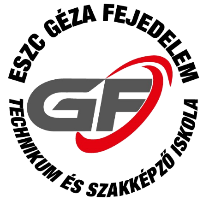 ESZC GÉZA FEJEDELEM
GF
TECHNIKUM ÉS SZAKKÉPZŐ ISKOLA